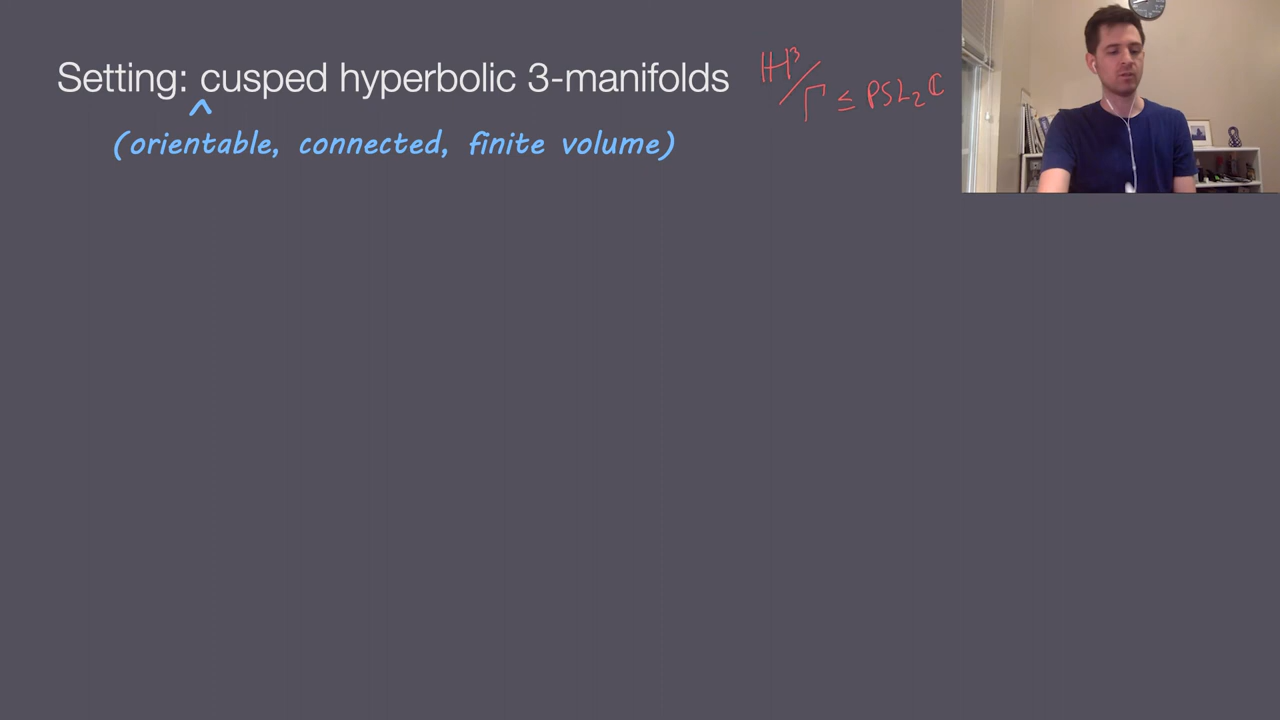 Setting: cusped hyperbolic 3-manifolds
^
(orientable, connected, finite volume)
ℍ³/Γ ≤ PSL₂ℂ